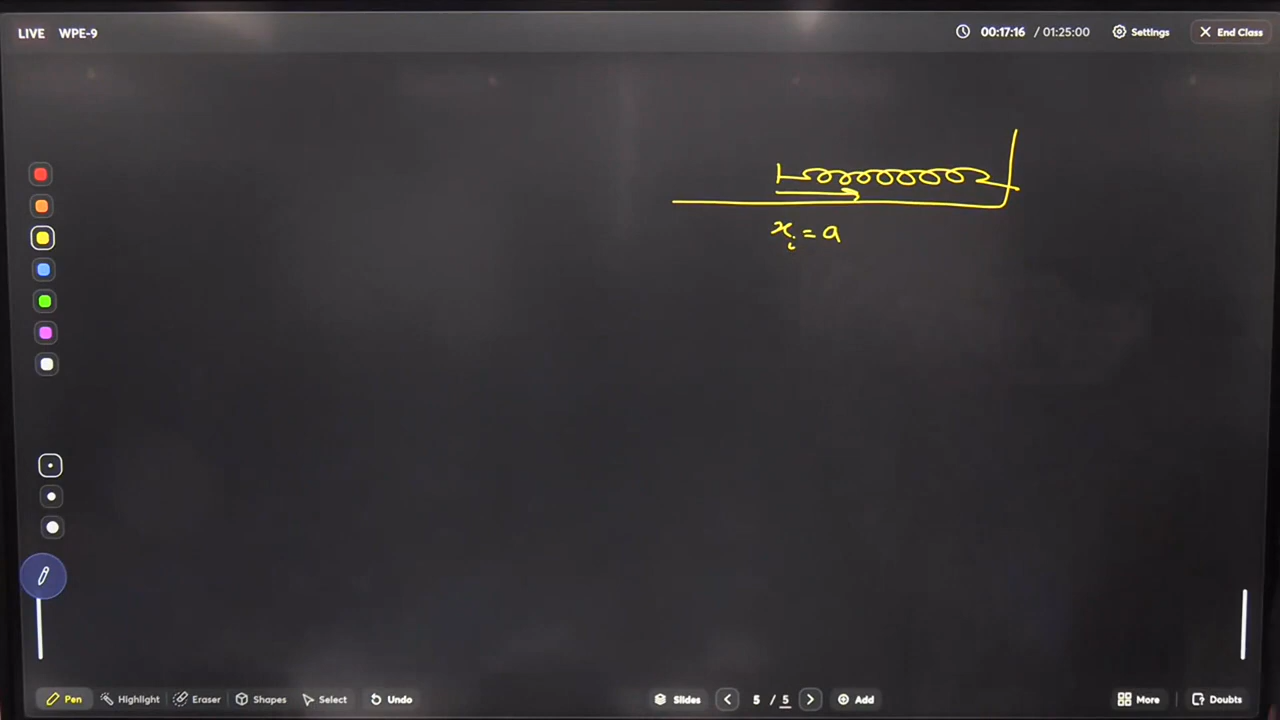 LIVE WPE-9 00:17:16 / 01:25:00 Settings End Class
x_i = a
Pen Highlight Eraser Shapes Select Undo Slides 5 / 5 Add More Doubts